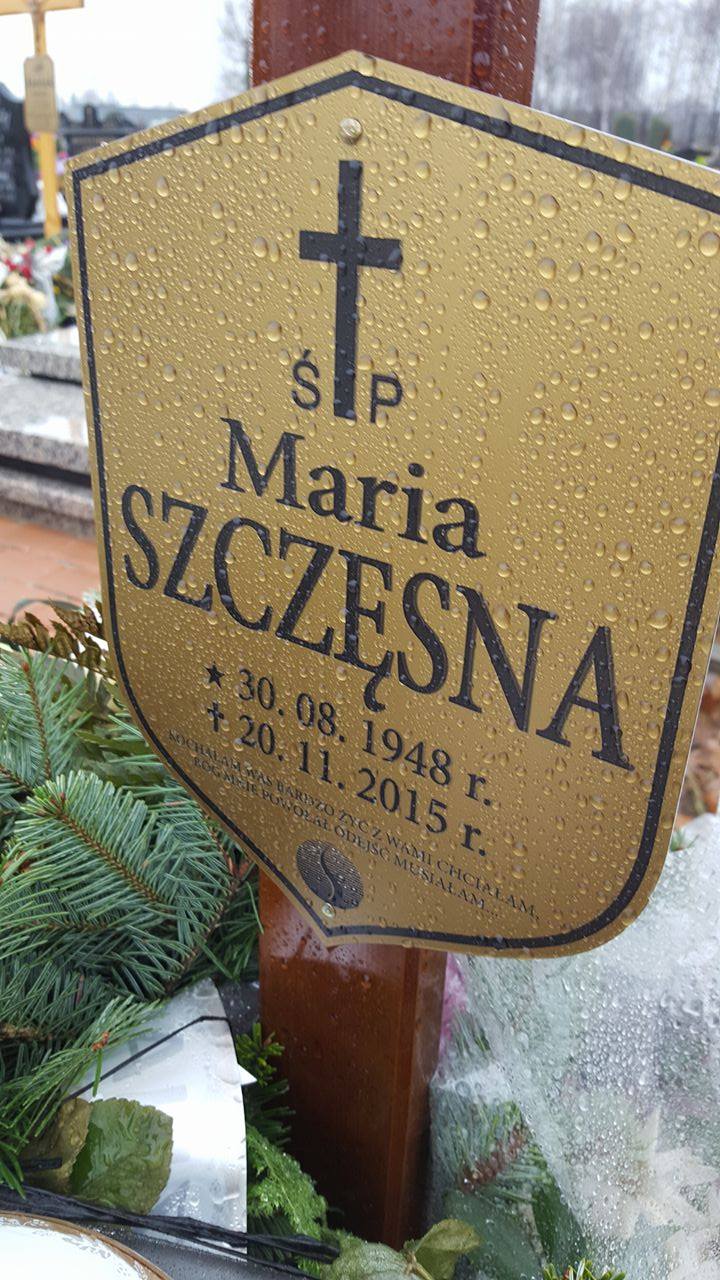 Ś P
Maria
SZCZĘSNA
★ 30. 08. 1948 r.
✝ 20. 11. 2015 r.
KOCHAŁAM WAS BARDZO ŻYĆ Z WAMI CHCIAŁAM,
BÓG MNIE POWOŁAŁ ODEJŚĆ MUSIAŁAM...